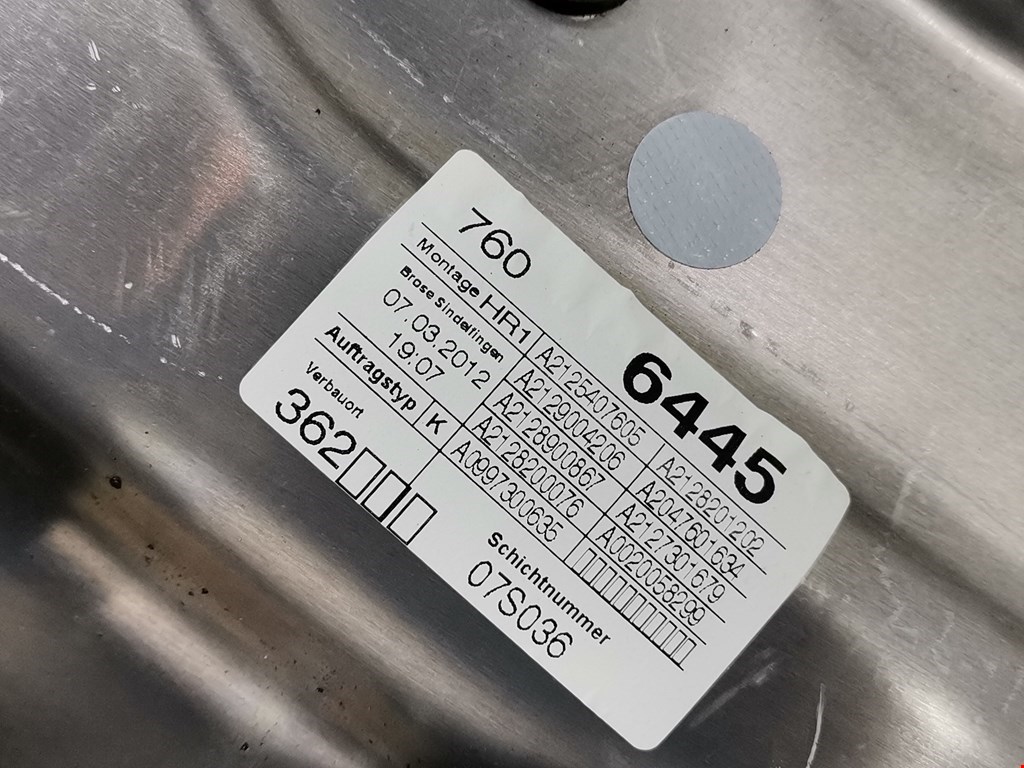 760
6445
Montage HR1
Brose Sindelfingen
07.03.2012
19:07
Auftragstyp K
Verbauort
362
A2125407605 A2128201202
A2129004206 A2047601634
A2128900867 A2127301679
A2128200076 A0020058299
A0997300635
Schichtnummer
07S036